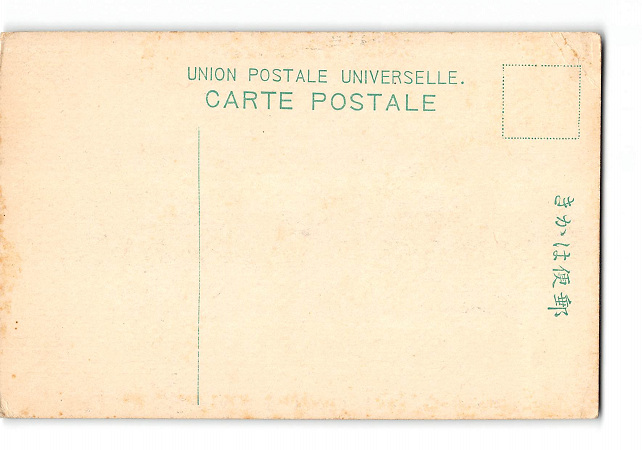 UNION POSTALE UNIVERSELLE.
CARTE POSTALE
きかは便郵